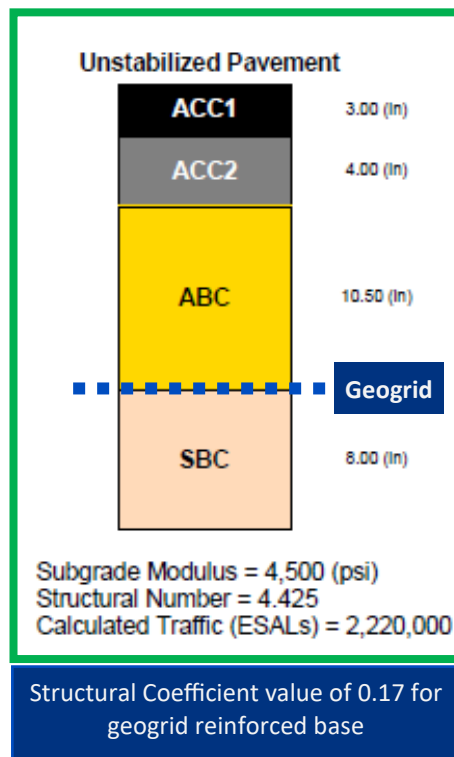 Unstabilized Pavement
ACC1 3.00 (in)
ACC2 4.00 (in)
ABC 10.50 (in)
Geogrid
SBC 8.00 (in)
Subgrade Modulus = 4,500 (psi)
Structural Number = 4.425
Calculated Traffic (ESALs) = 2,220,000
Structural Coefficient value of 0.17 for
geogrid reinforced base